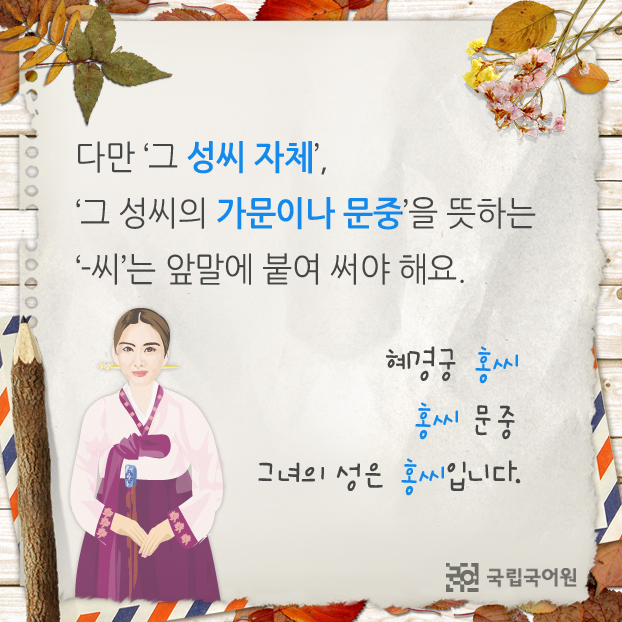 다만 ‘그 성씨 자체’,
‘그 성씨의 가문이나 문중’을 뜻하는
‘-씨’는 앞말에 붙여 써야 해요.
혜경궁 홍씨
홍씨 문중
그녀의 성은 홍씨입니다.
국립국어원